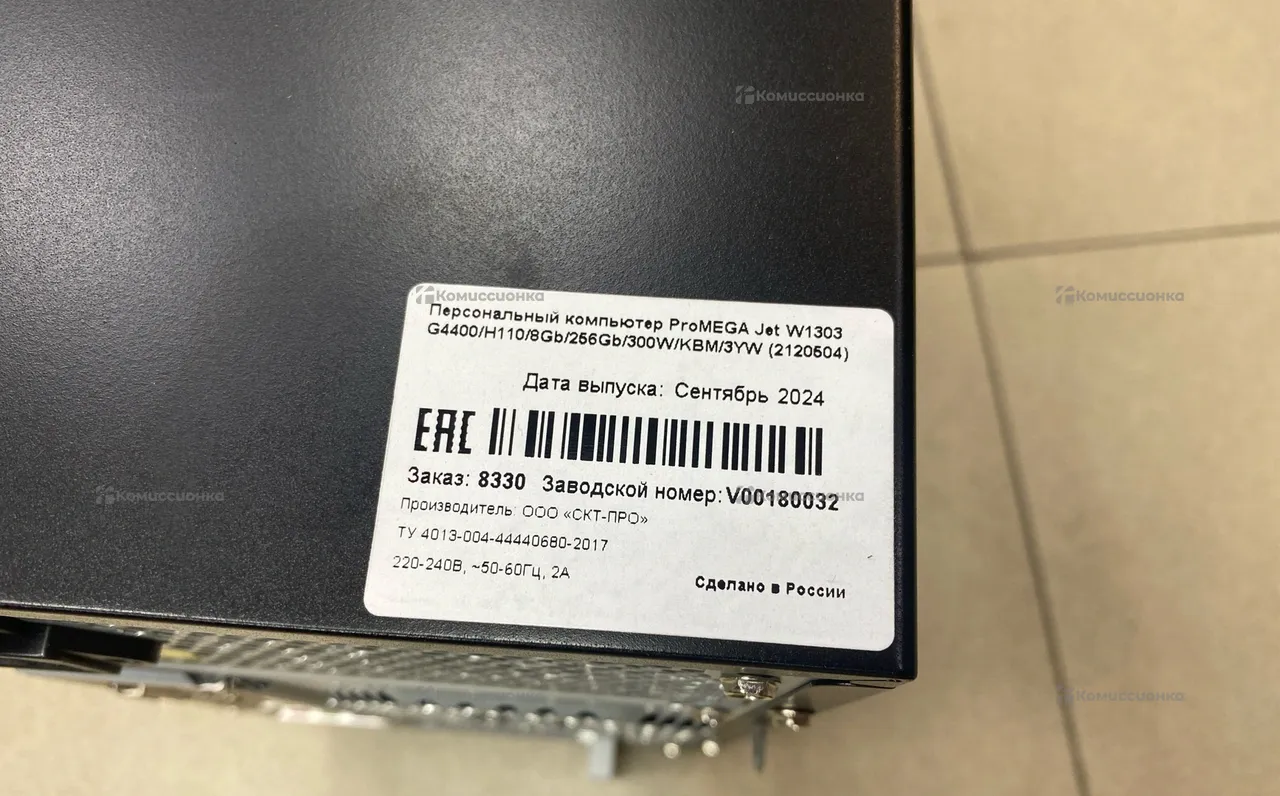 Комиссионка
Комиссионка
Комиссионка
Персональный компьютер ProMEGA Jet W1303
G4400/H110/8Gb/256Gb/300W/KBM/3YW (2120504)
Дата выпуска: Сентябрь 2024
EAC
Заказ: 8330 Заводской номер: V00180032
Комиссионка
Комиссионка
Производитель: ООО «СКТ-ПРО»
ТУ 4013-004-44440680-2017
220-240В, ~50-60Гц, 2А
Сделано в России
Комиссионка